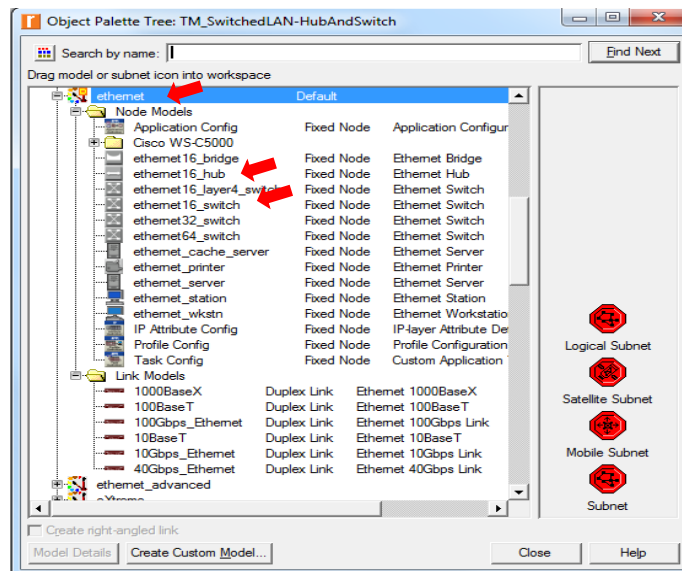 Object Palette Tree: TM_SwitchedLAN-HubAndSwitch
Search by name: Find Next
Drag model or subnet icon into workspace
ethernet Default
Node Models
Application Config Fixed Node Application Configur
Cisco WS-C5000
ethernet16_bridge Fixed Node Ethernet Bridge
ethernet16_hub Fixed Node Ethernet Hub
ethernet16_layer4_switch Fixed Node Ethernet Switch
ethernet16_switch Fixed Node Ethernet Switch
ethernet32_switch Fixed Node Ethernet Switch
ethernet64_switch Fixed Node Ethernet Switch
ethernet_cache_server Fixed Node Ethernet Server
ethernet_printer Fixed Node Ethernet Printer
ethernet_server Fixed Node Ethernet Server
ethernet_station Fixed Node Ethernet Station
ethernet_wkstn Fixed Node Ethernet Workstatio
IP Attribute Config Fixed Node IP-layer Attribute De
Profile Config Fixed Node Profile Configuration
Task Config Fixed Node Custom Application
Link Models
1000BaseX Duplex Link Ethernet 1000BaseX
100BaseT Duplex Link Ethernet 100BaseT
100Gbps_Ethernet Duplex Link Ethernet 100Gbps Link
10BaseT Duplex Link Ethernet 10BaseT
10Gbps_Ethernet Duplex Link Ethernet 10Gbps Link
40Gbps_Ethernet Duplex Link Ethernet 40Gbps Link
ethernet_advanced
Logical Subnet
Satellite Subnet
Mobile Subnet
Subnet
Create right-angled link
Model Details Create Custom Model... Close Help